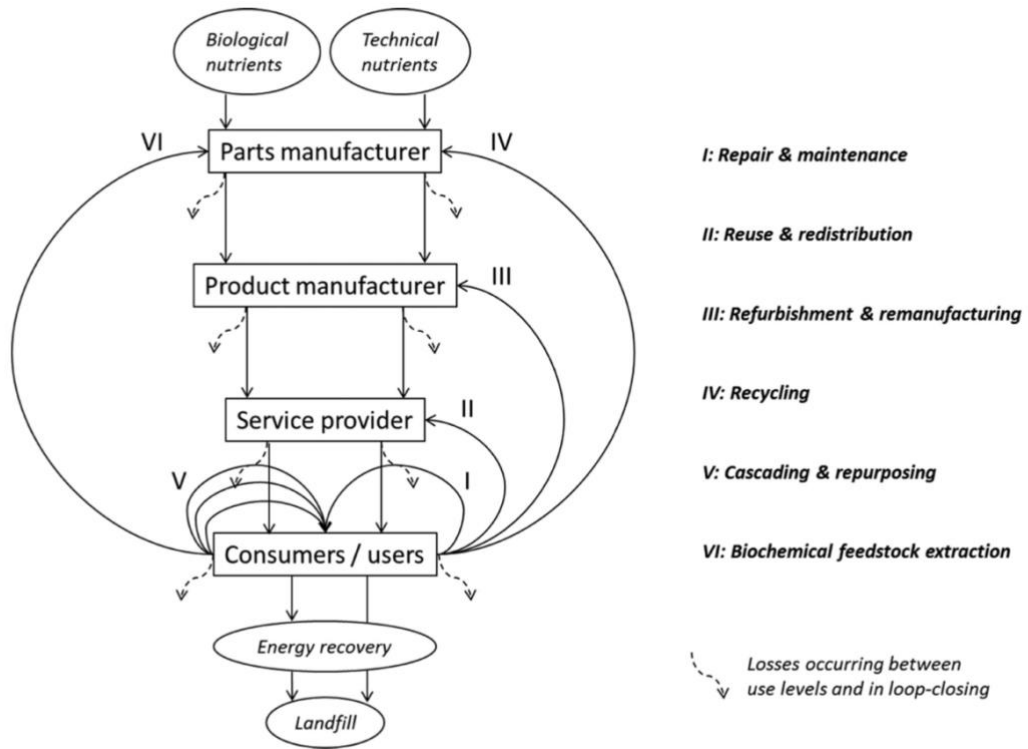 Biological
nutrients
Technical
nutrients
VI
IV
Parts manufacturer
III
Product manufacturer
II
Service provider
V
I
Consumers / users
Energy recovery
Landfill
I: Repair & maintenance
II: Reuse & redistribution
III: Refurbishment & remanufacturing
IV: Recycling
V: Cascading & repurposing
VI: Biochemical feedstock extraction
Losses occurring between
use levels and in loop-closing